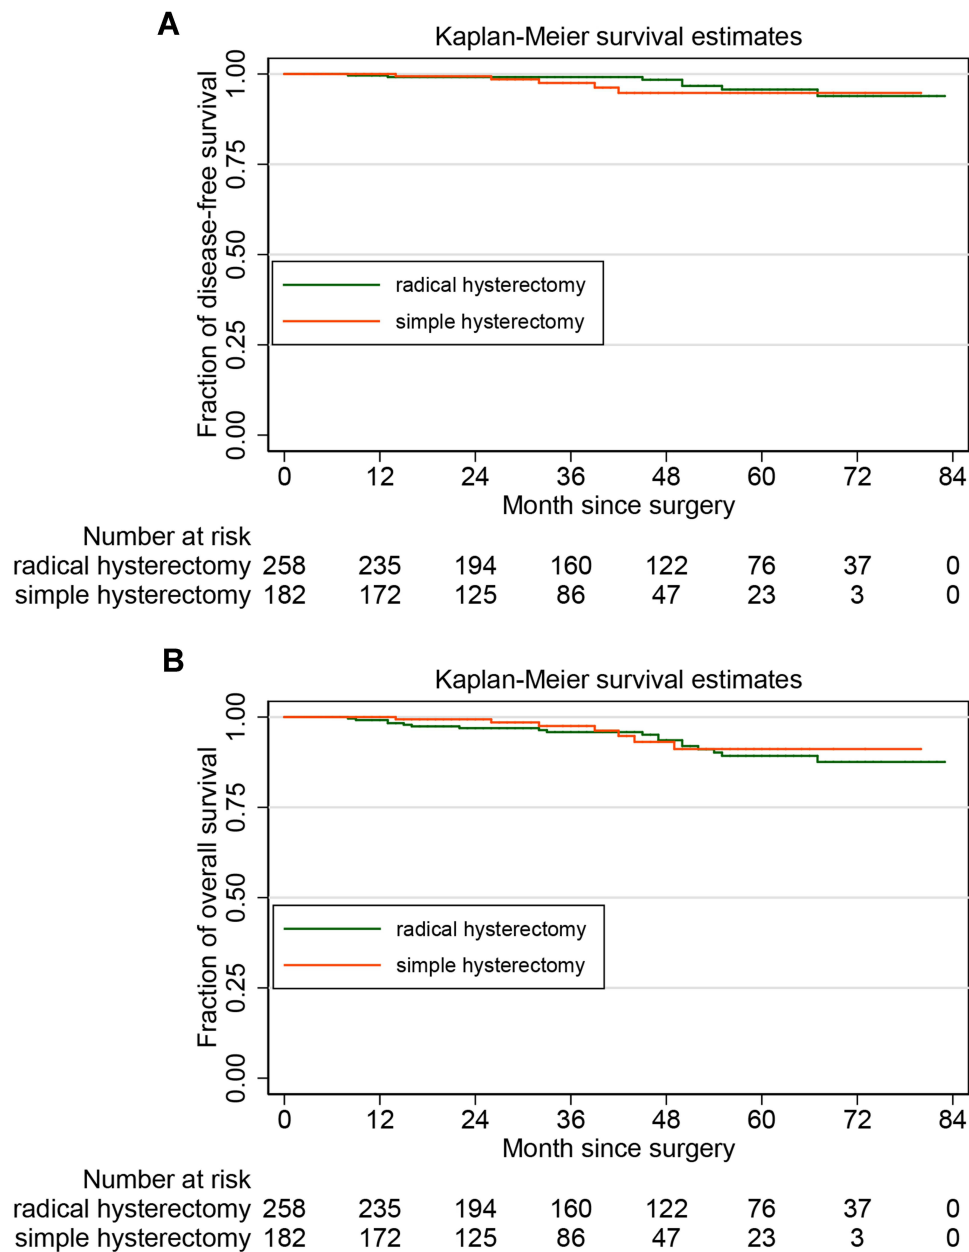 A
Kaplan-Meier survival estimates
Fraction of disease-free survival
1.00
0.75
0.50
0.25
0.00
radical hysterectomy
simple hysterectomy
0 12 24 36 48 60 72 84
Month since surgery
Number at risk
radical hysterectomy 258 235 194 160 122 76 37 0
simple hysterectomy 182 172 125 86 47 23 3 0
B
Kaplan-Meier survival estimates
Fraction of overall survival
1.00
0.75
0.50
0.25
0.00
radical hysterectomy
simple hysterectomy
0 12 24 36 48 60 72 84
Month since surgery
Number at risk
radical hysterectomy 258 235 194 160 122 76 37 0
simple hysterectomy 182 172 125 86 47 23 3 0